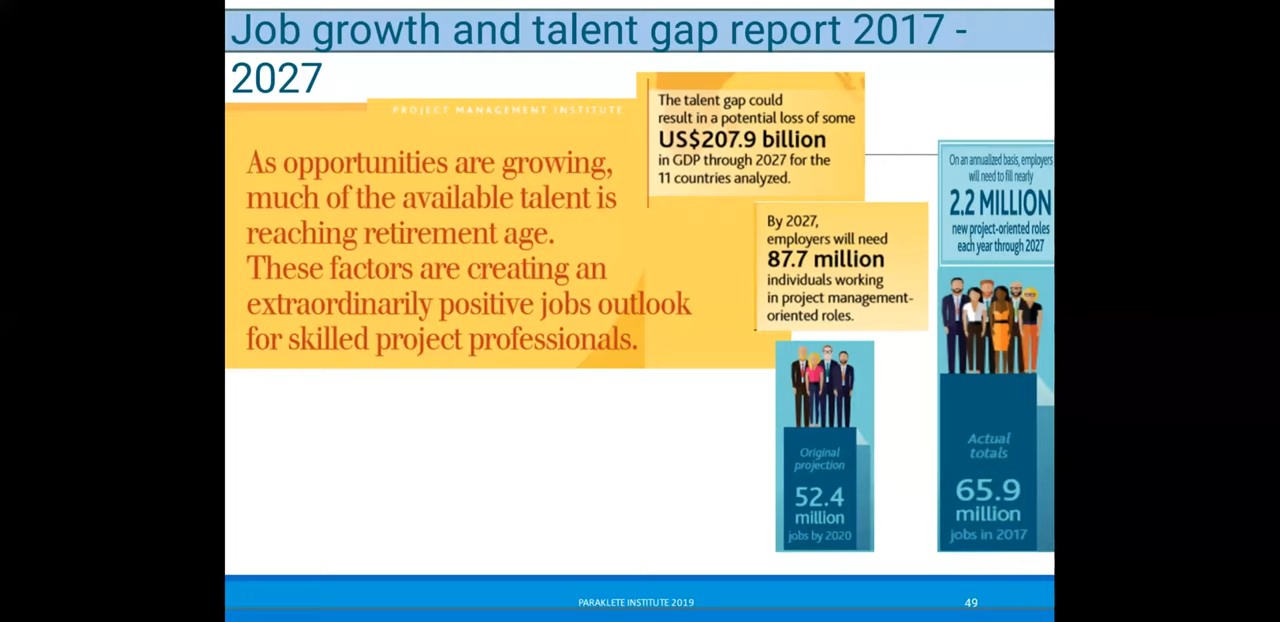 Job growth and talent gap report 2017 -
2027
PROJECT MANAGEMENT INSTITUTE
As opportunities are growing,
much of the available talent is
reaching retirement age.
These factors are creating an
extraordinarily positive jobs outlook
for skilled project professionals.
The talent gap could
result in a potential loss of some
US$207.9 billion
in GDP through 2027 for the
11 countries analyzed.
By 2027,
employers will need
87.7 million
individuals working
in project management-
oriented roles.
On an annualized basis, employers
will need to fill nearly
2.2 MILLION
new project-oriented roles
each year through 2027
Original
projection
52.4
million
jobs by 2020
Actual
totals
65.9
million
jobs in 2017
PARAKLETE INSTITUTE 2019
49